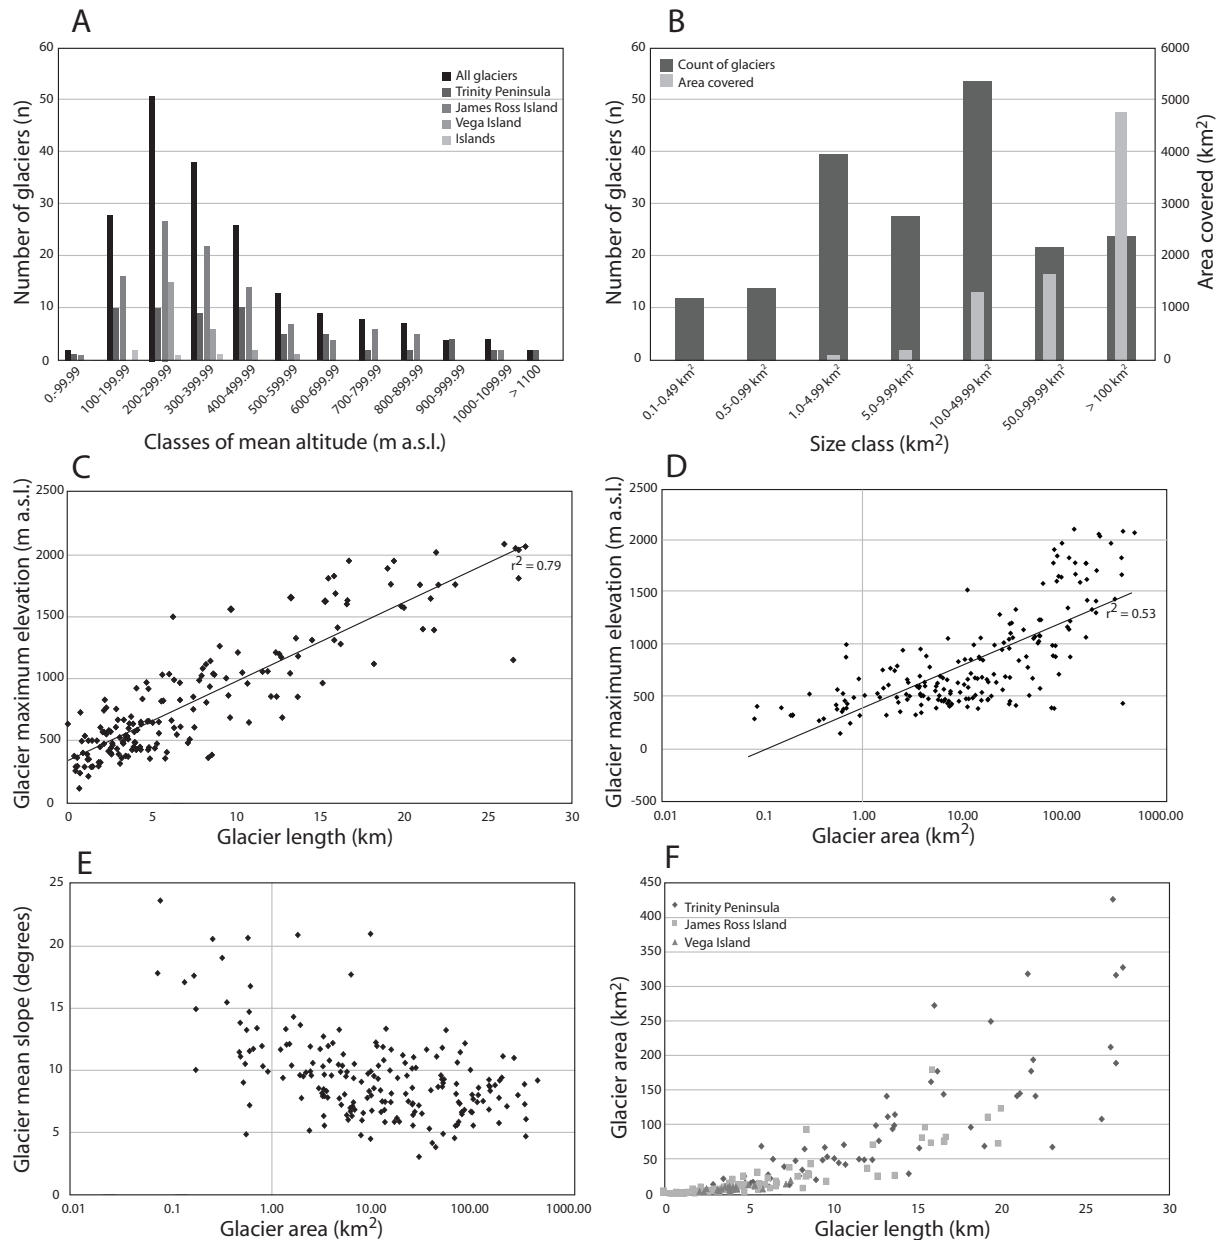 A
60
50
40
30
20
10
0
Number of glaciers (n)
All glaciers
Trinity Peninsula
James Ross Island
Vega Island
Islands
0.-99.99
100-199.99
200-299.99
300-399.99
400-499.99
500-599.99
600-699.99
700-799.99
800-899.99
900-999.99
1000-1099.99
> 1100
Classes of mean altitude (m a.s.l.)
B
60
50
40
30
20
10
0
Number of glaciers (n)
Count of glaciers
Area covered
6000
5000
4000
3000
2000
1000
0
Area covered (km²)
0.1-0.49 km²
0.5-0.99 km²
1.0-4.99 km²
5.0-9.99 km²
10.0-49.99 km²
50.0-99.99 km²
> 100 km²
Size class (km²)
C
2500
2000
1500
1000
500
0
Glacier maximum elevation (m a.s.l.)
r² = 0.79
0 5 10 15 20 25 30
Glacier length (km)
D
2500
2000
1500
1000
500
0
-500
Glacier maximum elevation (m a.s.l.)
r² = 0.53
0.01 0.1 1.00 10.00 100.00 1000.00
Glacier area (km²)
E
25
20
15
10
5
0
Glacier mean slope (degrees)
0.01 0.1 1.00 10.00 100.00 1000.00
Glacier area (km²)
F
450
400
350
300
250
200
150
100
50
0
Glacier area (km²)
Trinity Peninsula
James Ross Island
Vega Island
0 5 10 15 20 25 30
Glacier length (km)